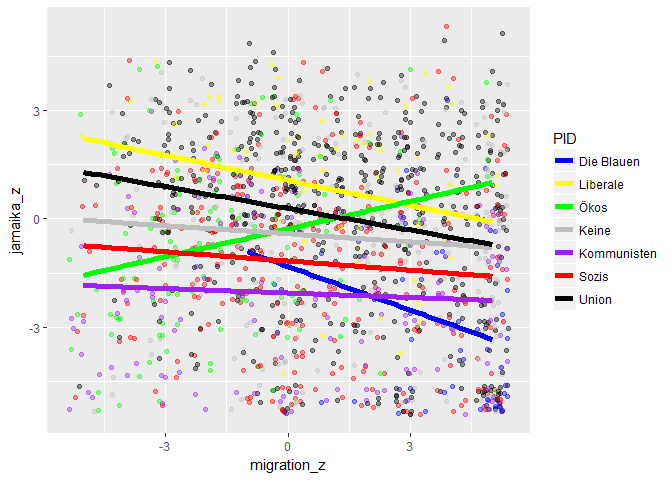 3
0
-3
jamaika_z
-3
0
3
migration_z
PID
Die Blauen
Liberale
Ökos
Keine
Kommunisten
Sozis
Union